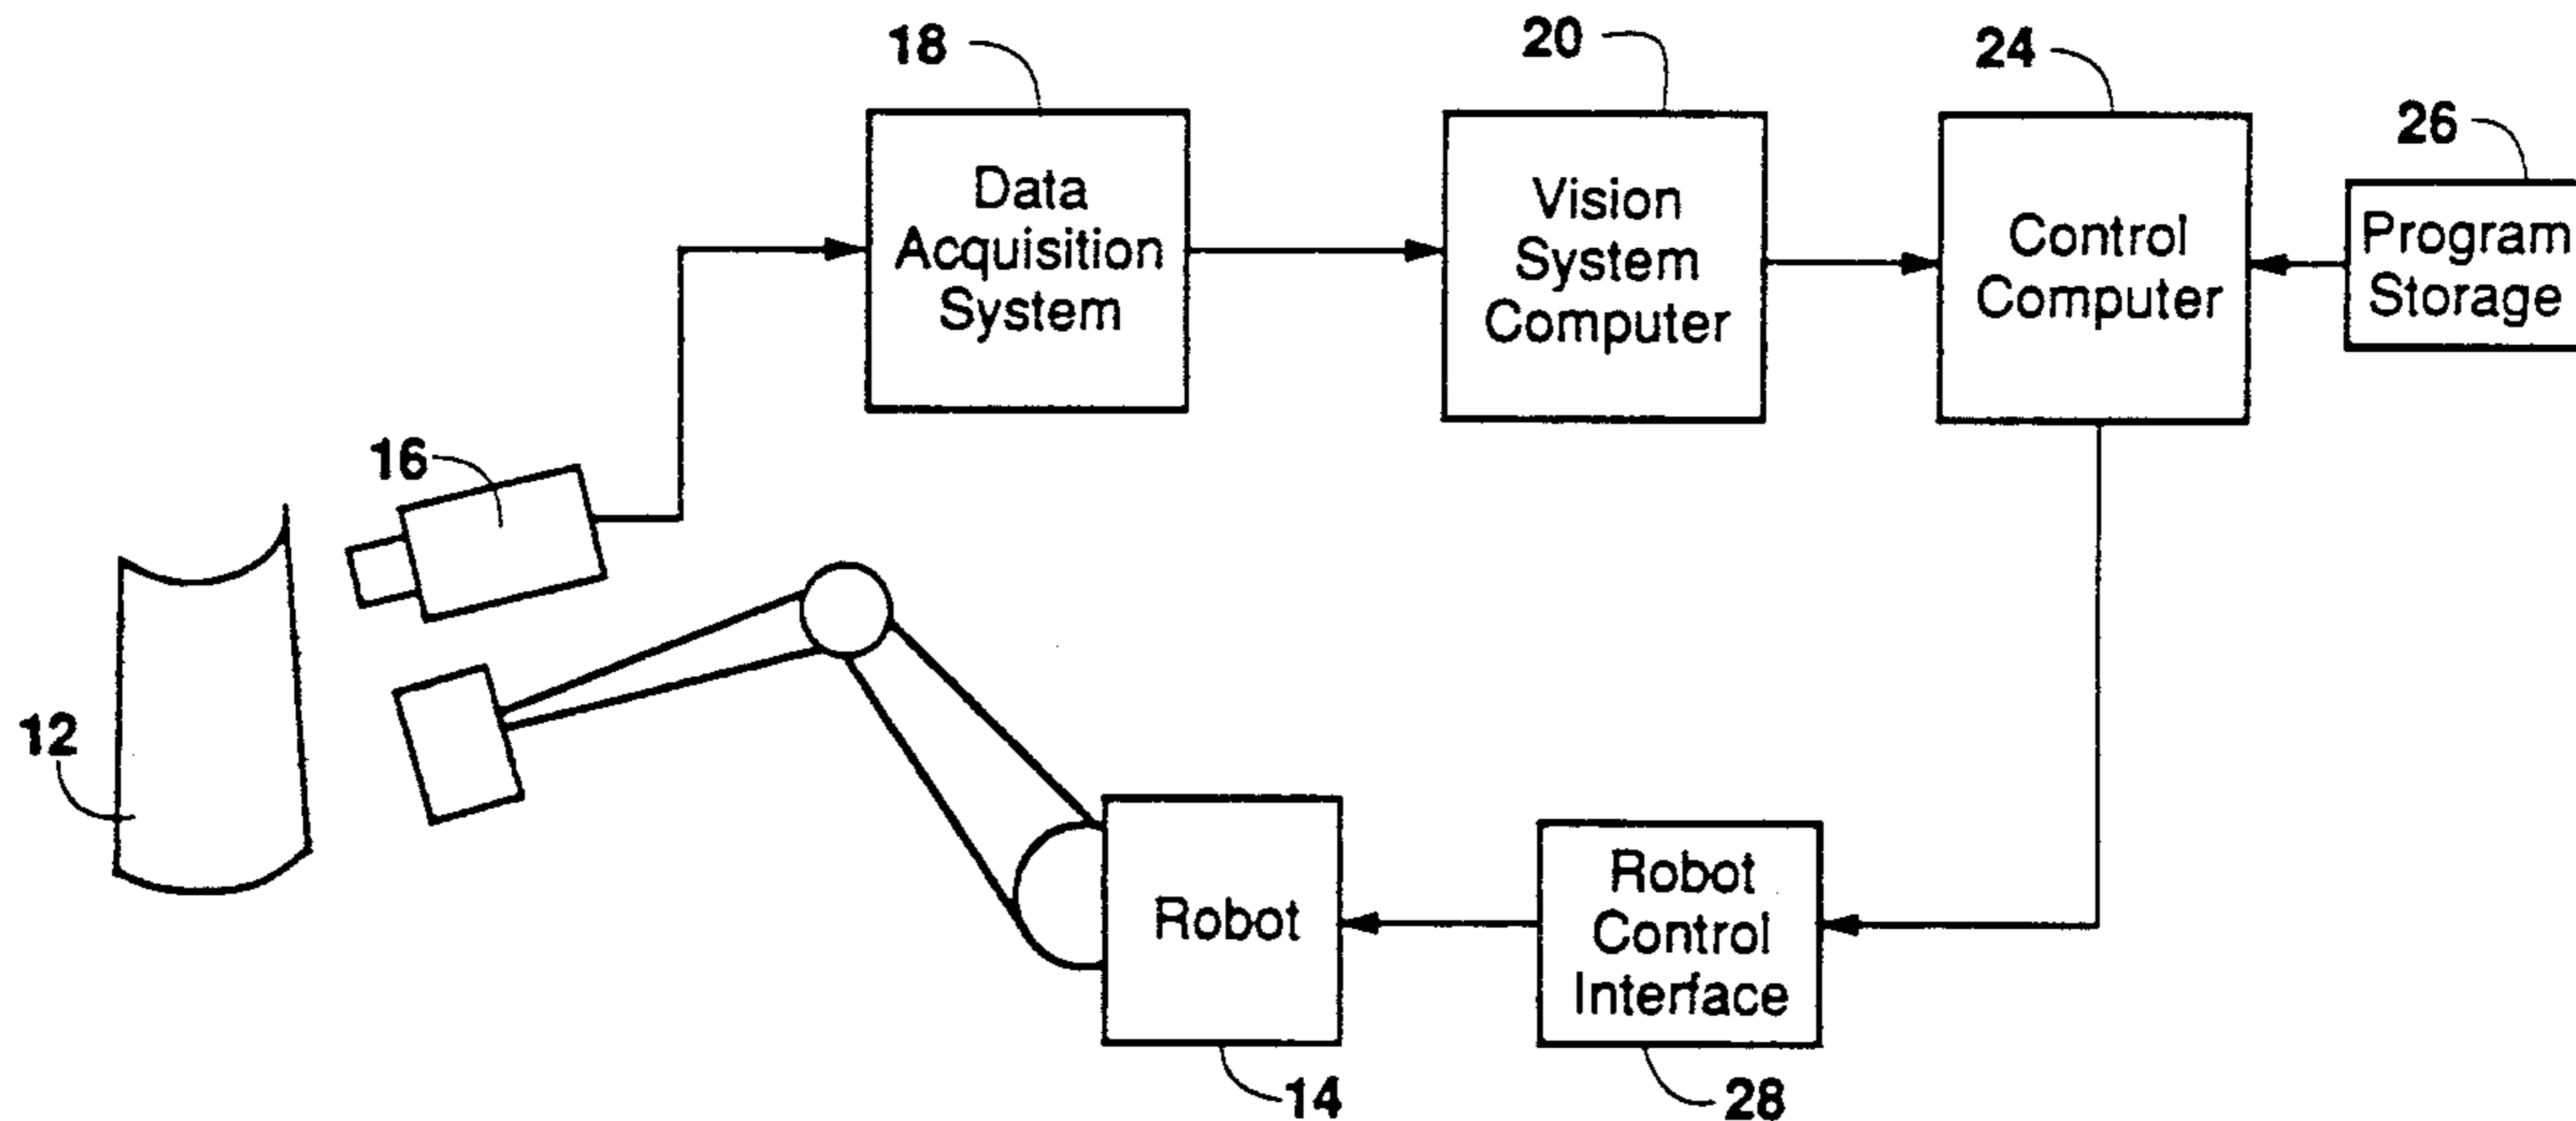 18
20
24
26
Data
Acquisition
System
Vision
System
Computer
Control
Computer
Program
Storage
16
12
Robot
Robot
Control
Interface
14
28